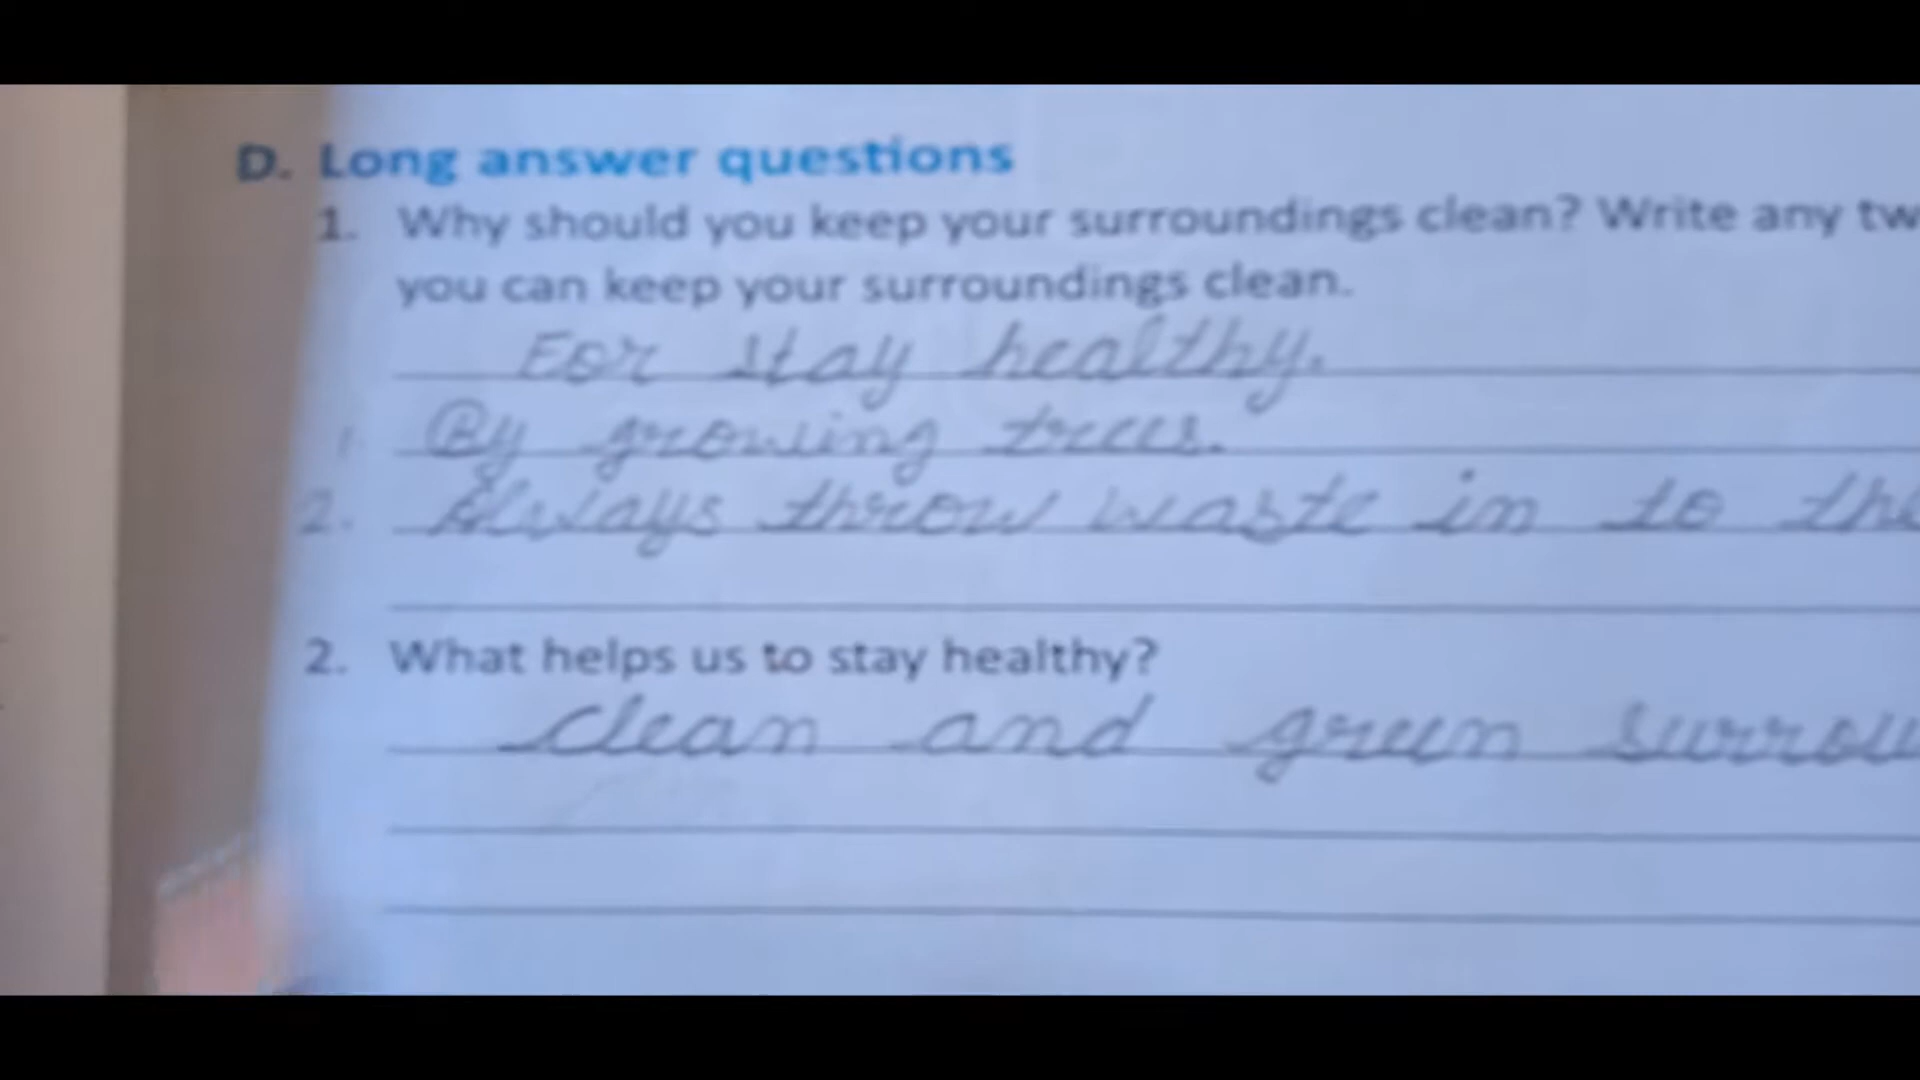 D. Long answer questions
1. Why should you keep your surroundings clean? Write any
you can keep your surroundings clean.
For stay healthy.
1. By growing trees.
2. Always throw waste in to the
2. What helps us to stay healthy?
clean and green